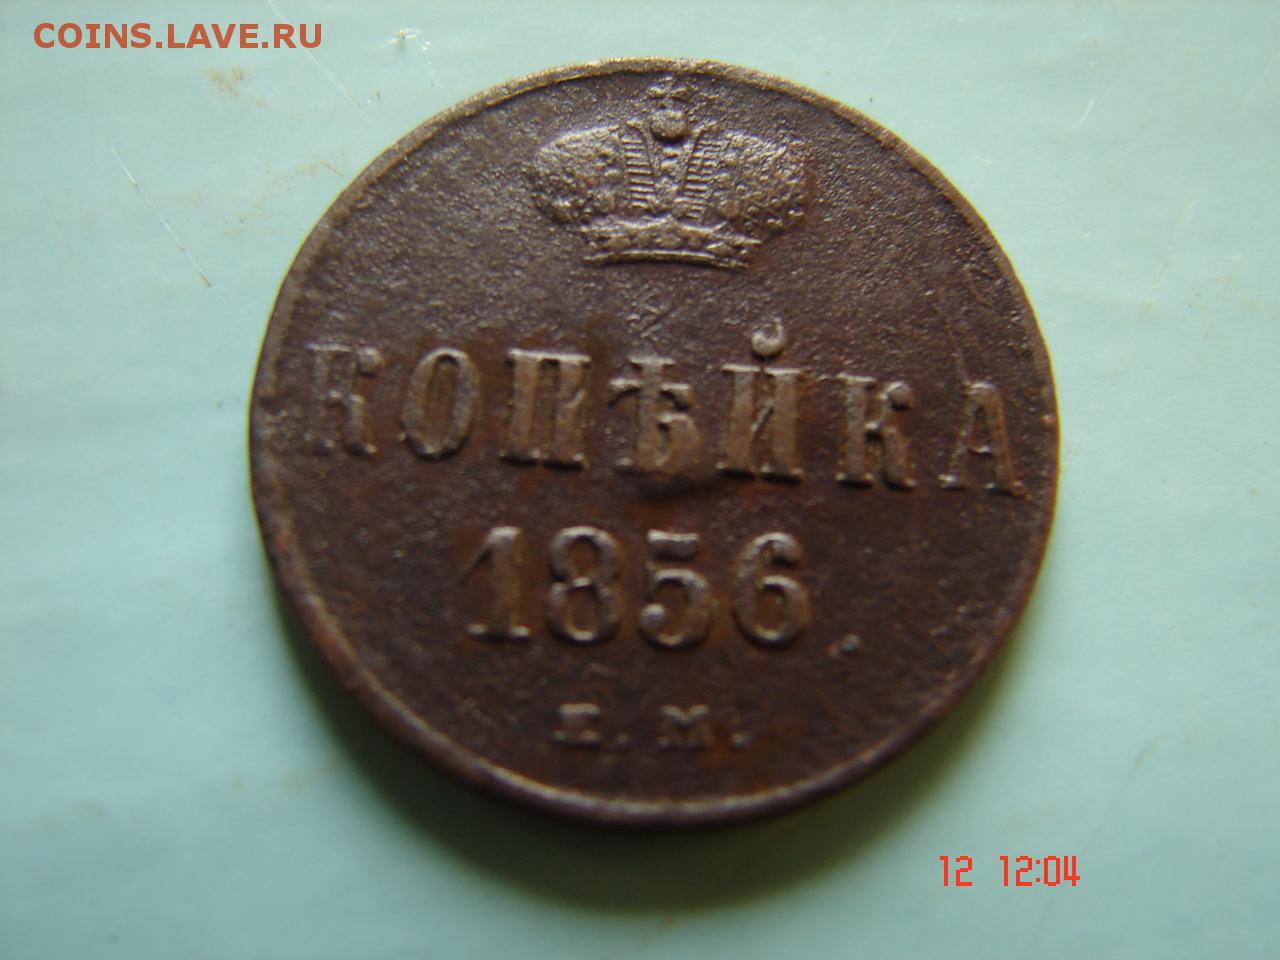 COINS.LAVE.RU
КОПѢЙКА
1856
Е.М.
12 12:04